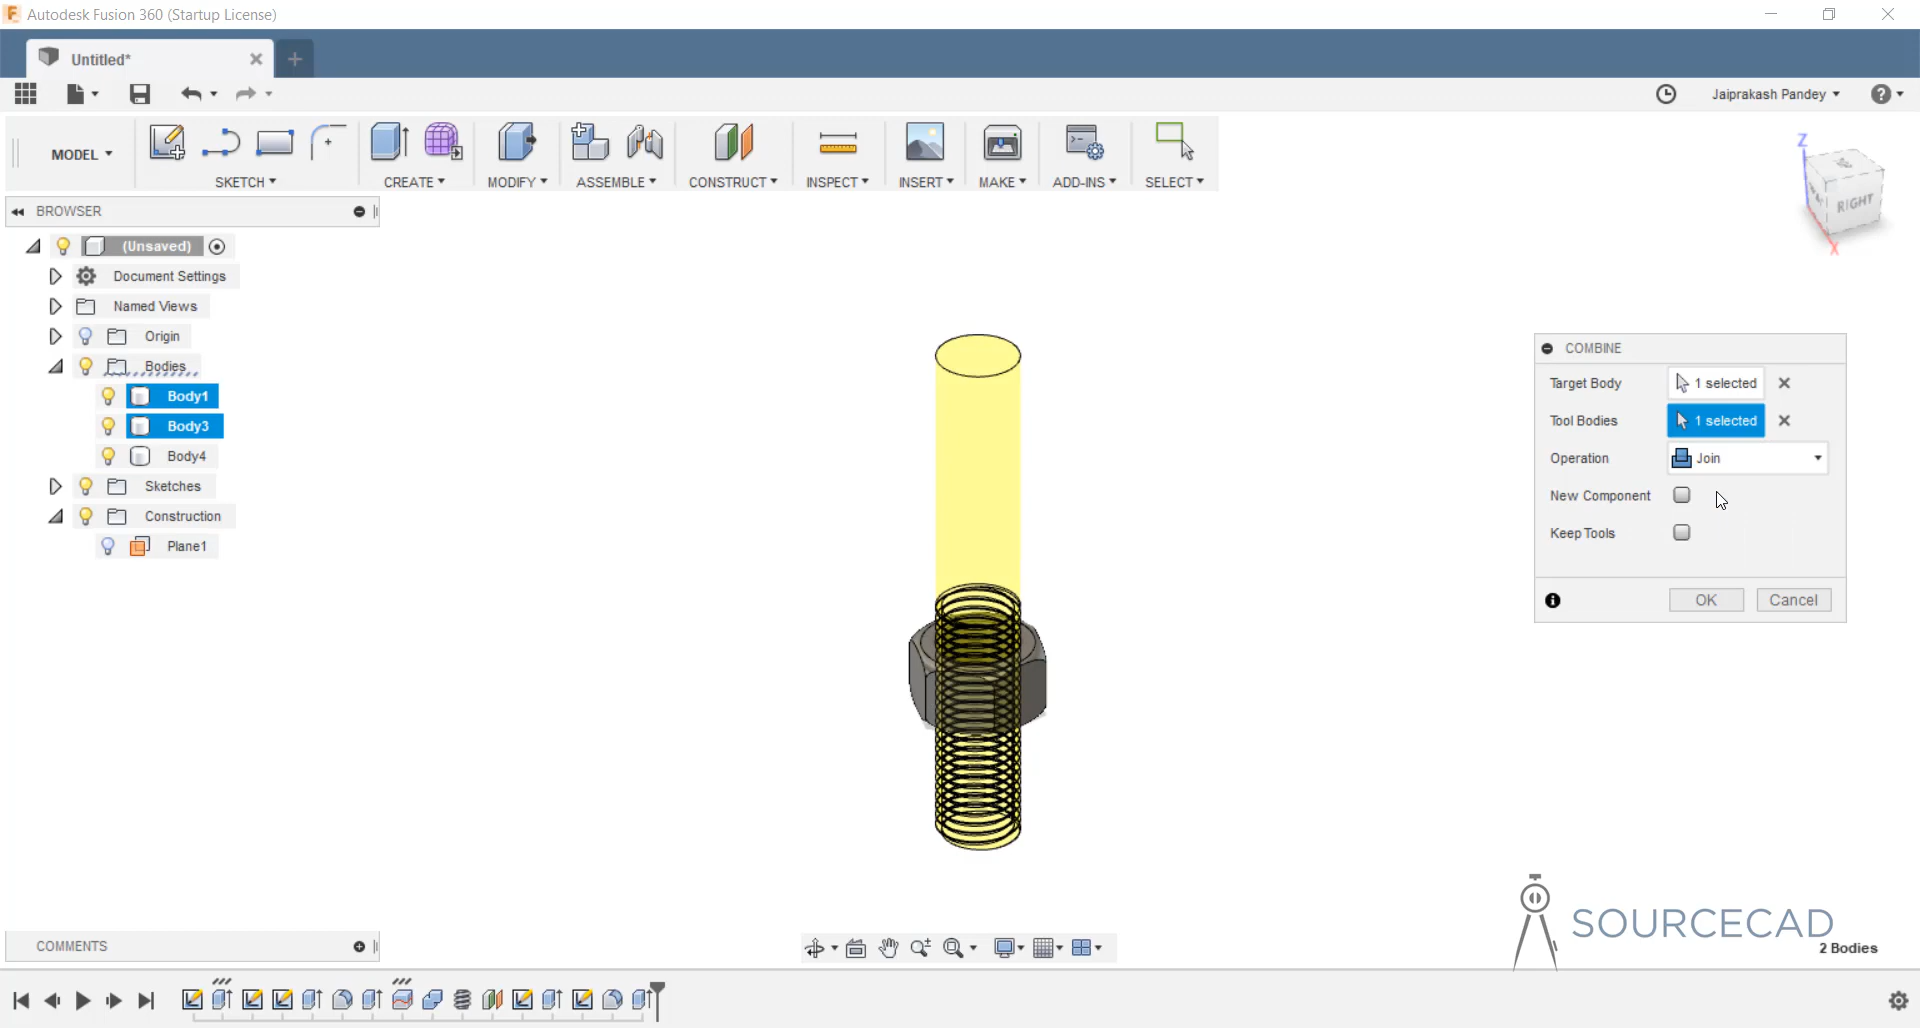 Autodesk Fusion 360 (Startup License)
Untitled*
Jaiprakash Pandey
MODEL
SKETCH
CREATE
MODIFY
ASSEMBLE
CONSTRUCT
INSPECT
INSERT
MAKE
ADD-INS
SELECT
Z
RIGHT
X
BROWSER
(Unsaved)
Document Settings
Named Views
Origin
Bodies
Body1
Body3
Body4
Sketches
Construction
Plane1
COMBINE
Target Body 1 selected
Tool Bodies 1 selected
Operation Join
New Component
Keep Tools
OK Cancel
SOURCECAD
2 Bodies
COMMENTS